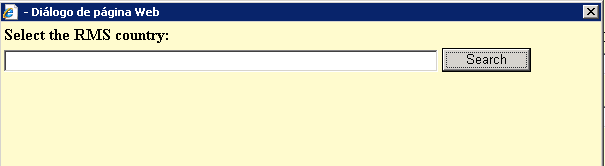 - Diálogo de página Web
Select the RMS country:
Search